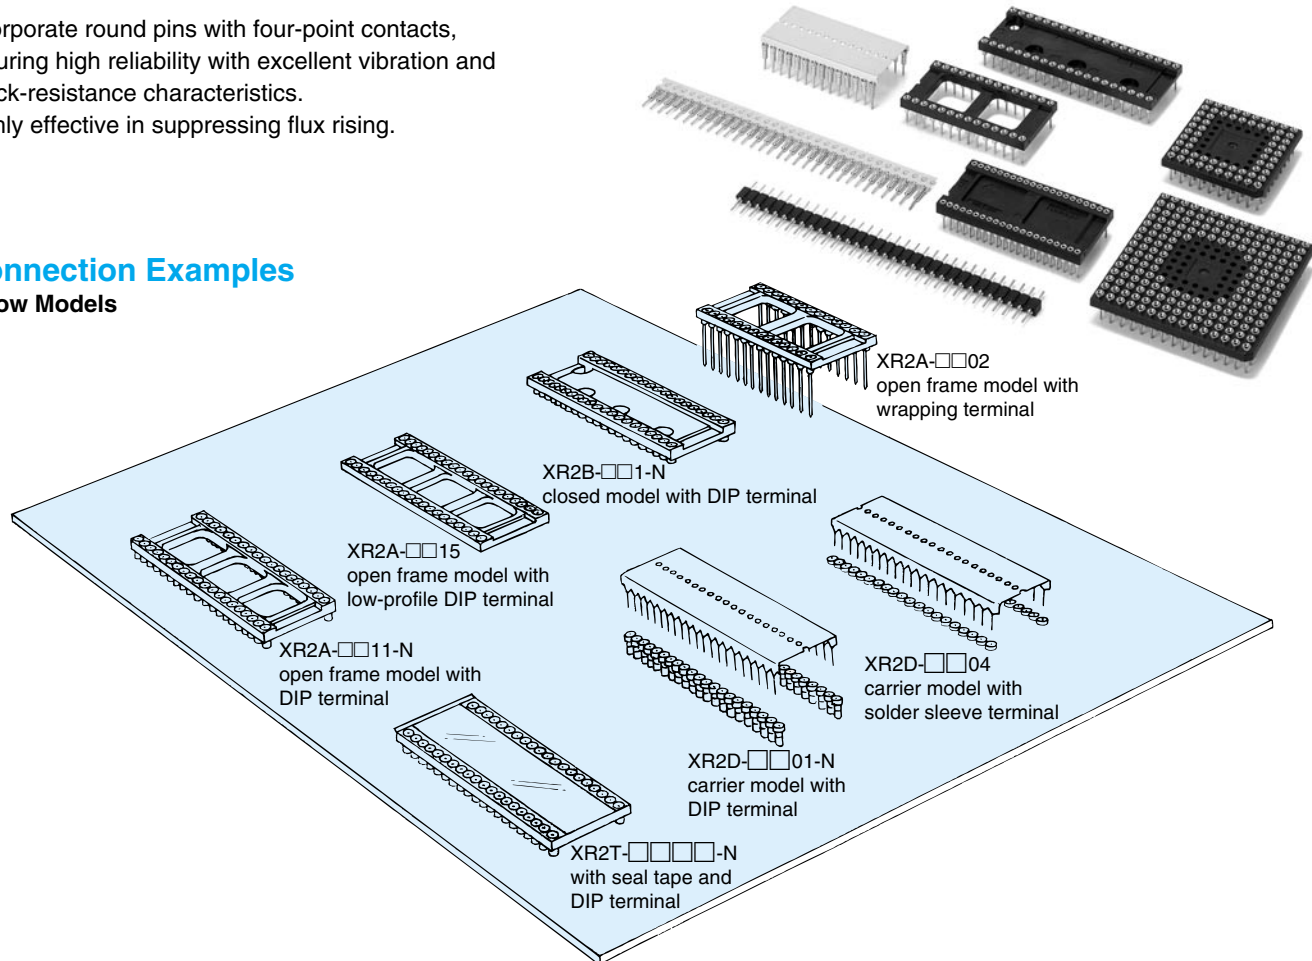 orporate round pins with four-point contacts,
uring high reliability with excellent vibration and
ck-resistance characteristics.
nly effective in suppressing flux rising.
onnection Examples
ow Models
XR2A-□□02
open frame model with
wrapping terminal
XR2B-□□1-N
closed model with DIP terminal
XR2A-□□15
open frame model with
low-profile DIP terminal
XR2A-□□11-N
open frame model with
DIP terminal
XR2D-□□04
carrier model with
solder sleeve terminal
XR2D-□□01-N
carrier model with
DIP terminal
XR2T-□□□□-N
with seal tape and
DIP terminal